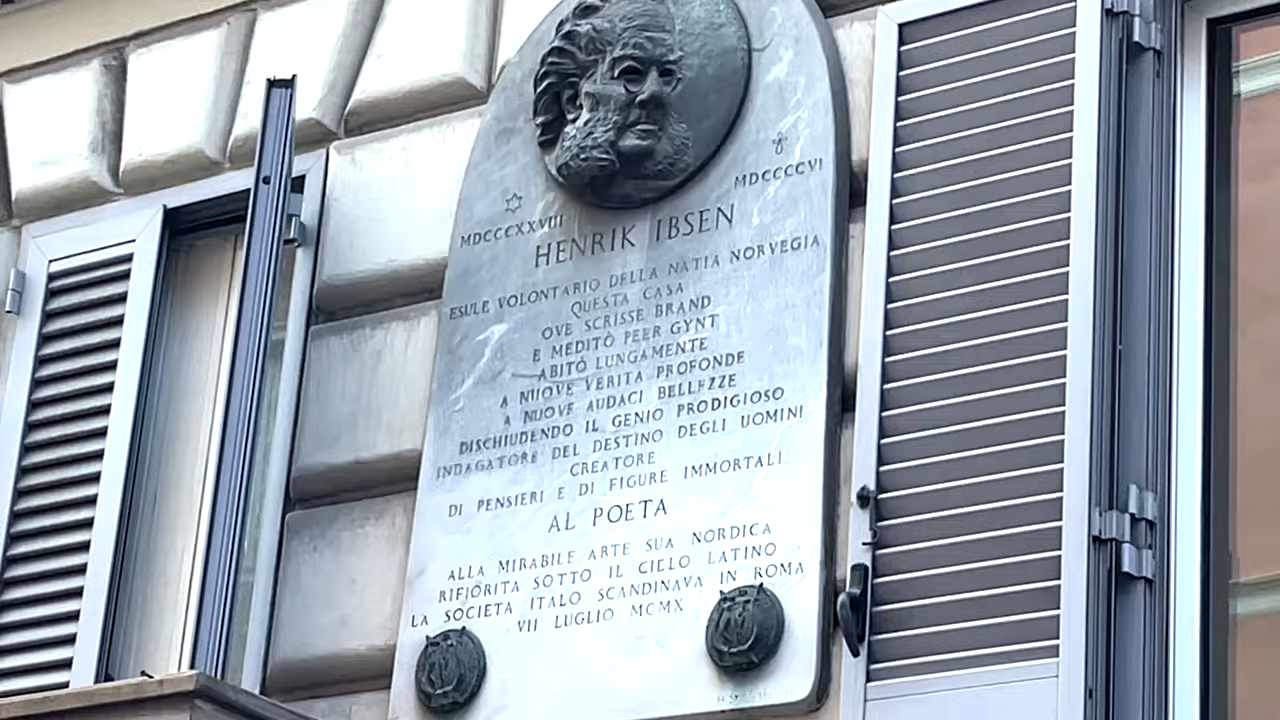 MDCCCXXVIII
MDCCCCVI
HENRIK IBSEN
ESULE VOLONTARIO DELLA NATIA NORVEGIA
QUESTA CASA
OVE SCRISSE BRAND
E MEDITÒ PEER GYNT
ABITÒ LUNGAMENTE
A NUOVE VERITA PROFONDE
A NUOVE AUDACI BELLEZZE
DISCHIUDENDO IL GENIO PRODIGIOSO
INDAGATORE DEL DESTINO DEGLI UOMINI
CREATORE
DI PENSIERI E DI FIGURE IMMORTALI
AL POETA
ALLA MIRABILE ARTE SUA NORDICA
RIFIORITA SOTTO IL CIELO LATINO
LA SOCIETA ITALO SCANDINAVA IN ROMA
VII LUGLIO MCMX